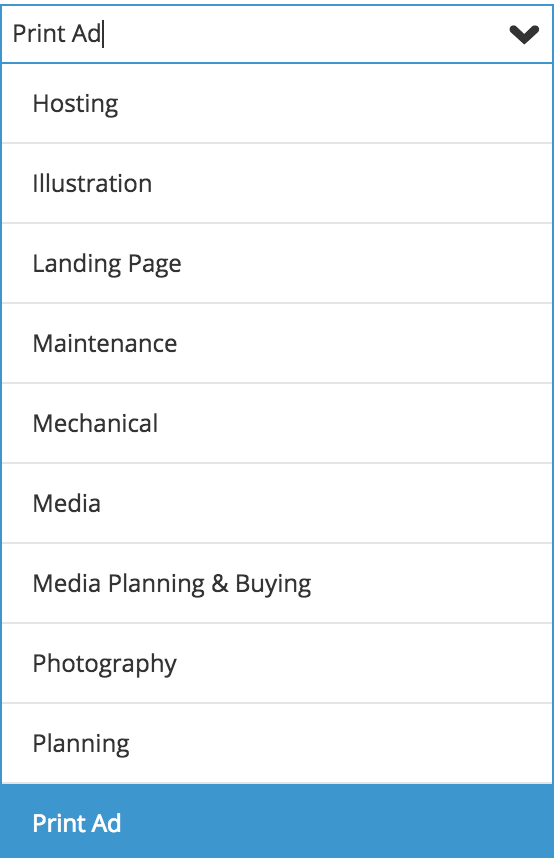 Print Ad
Hosting
Illustration
Landing Page
Maintenance
Mechanical
Media
Media Planning & Buying
Photography
Planning
Print Ad